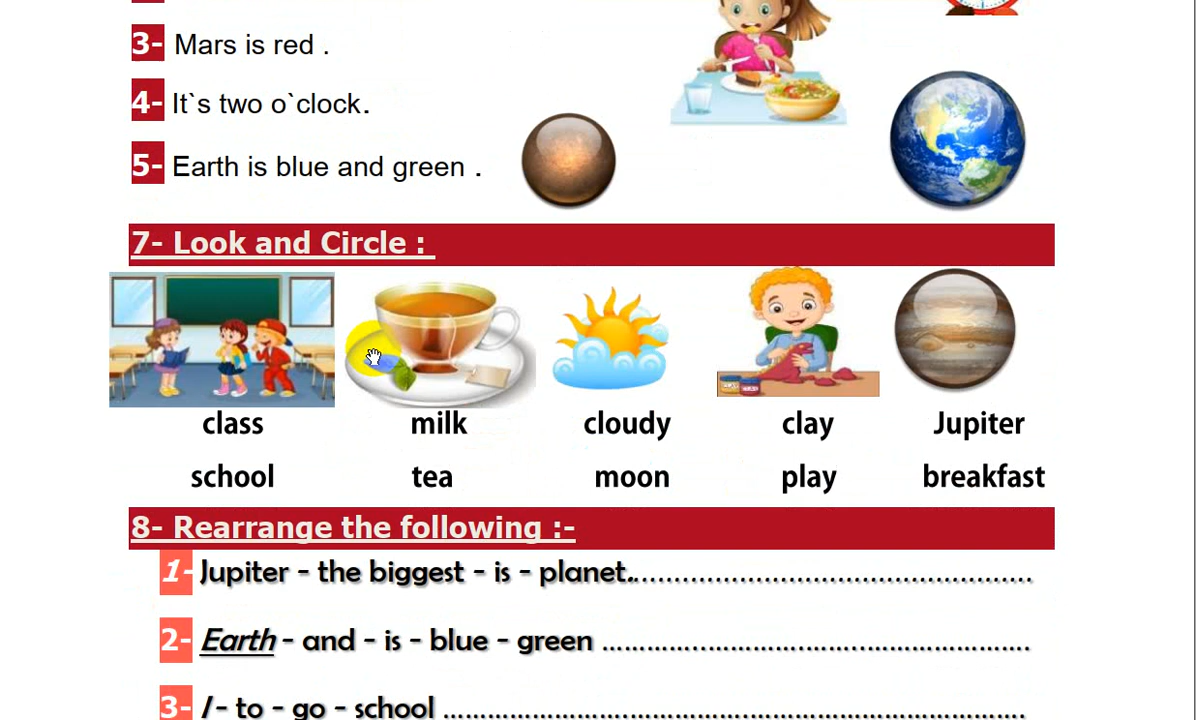 3- Mars is red .
4- It`s two o`clock.
5- Earth is blue and green .
7- Look and Circle :
class milk cloudy clay Jupiter
school tea moon play breakfast
8- Rearrange the following :-
1- Jupiter - the biggest - is - planet..............................................
2- Earth - and - is - blue - green ......................................................
3- I - to - go - school ........................................................................